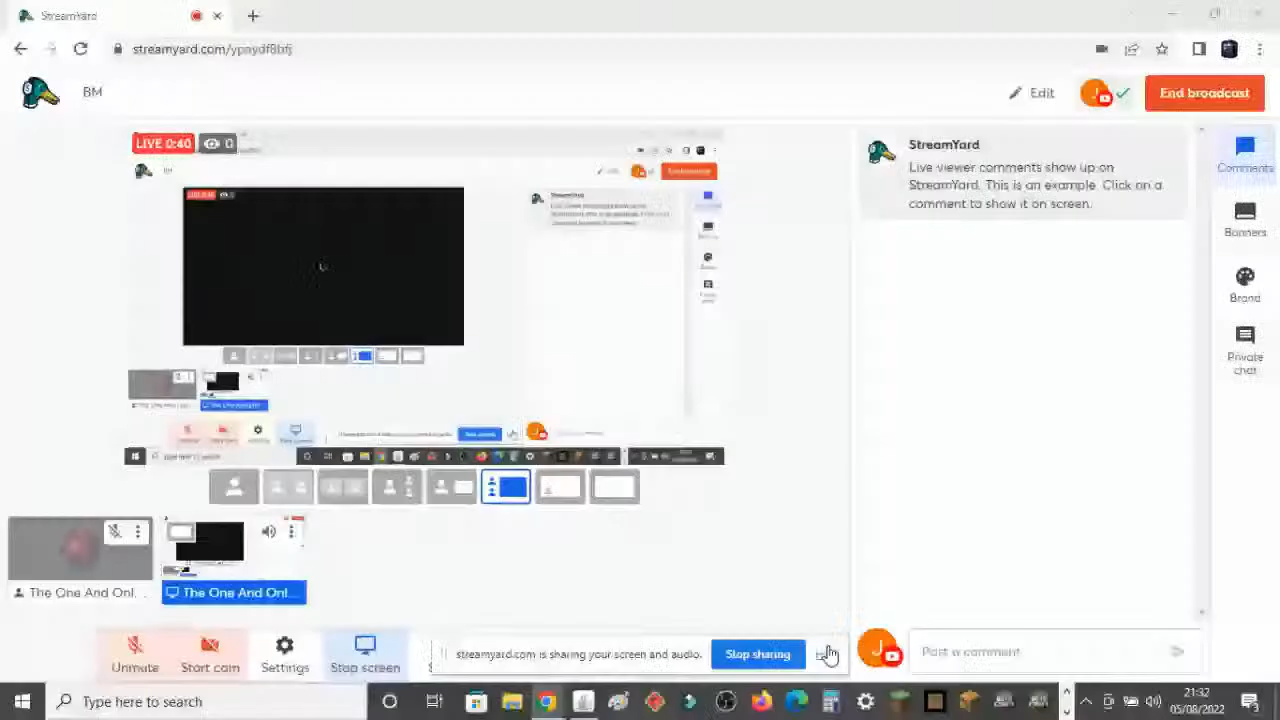 StreamYard
streamyard.com/ypaydf8bfj
BM
Edit
J
End broadcast
LIVE 0:40
StreamYard
Live viewer comments show up on
StreamYard. This is an example. Click on a
comment to show it on screen.
Comments
Banners
Brand
Private
chat
The One And Onl...
The One And Onl...
Unmute
Start cam
Settings
Stop screen
streamyard.com is sharing your screen and audio.
Stop sharing
J
Post a comment
Type here to search
21:32
05/08/2022
3